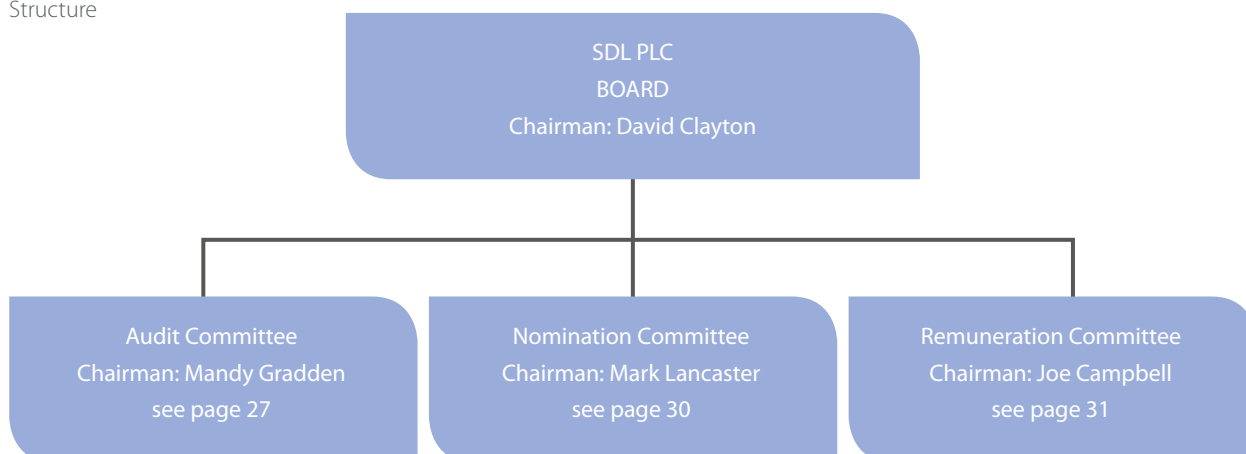 Structure
SDL PLC
BOARD
Chairman: David Clayton
Audit Committee
Chairman: Mandy Gradden
see page 27
Nomination Committee
Chairman: Mark Lancaster
see page 30
Remuneration Committee
Chairman: Joe Campbell
see page 31